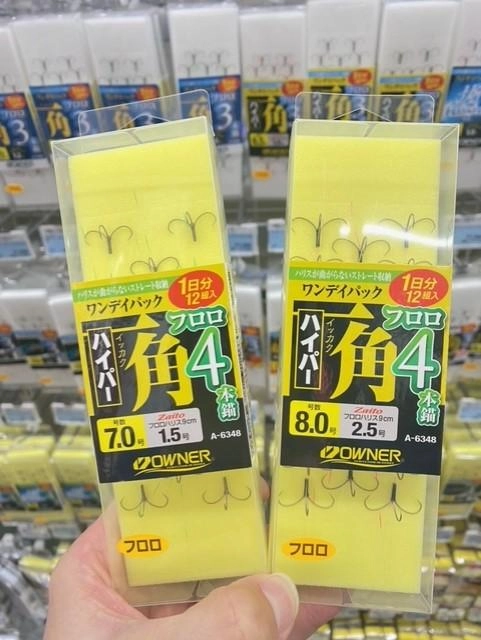 ハリスが曲がらないストレート収納
ワンデイパック
1日分
12組入
ハイパー
イッカク
一角
フロロ
4
本錨
号数
7.0号
Zaito
フロロハリス9cm
1.5号
A-6348
OWNER
フロロ
ハリスが曲がらないストレート収納
ワンデイパック
1日分
12組入
ハイパー
イッカク
一角
フロロ
4
本錨
号数
8.0号
Zaito
フロロハリス9cm
2.5号
A-6348
OWNER
フロロ